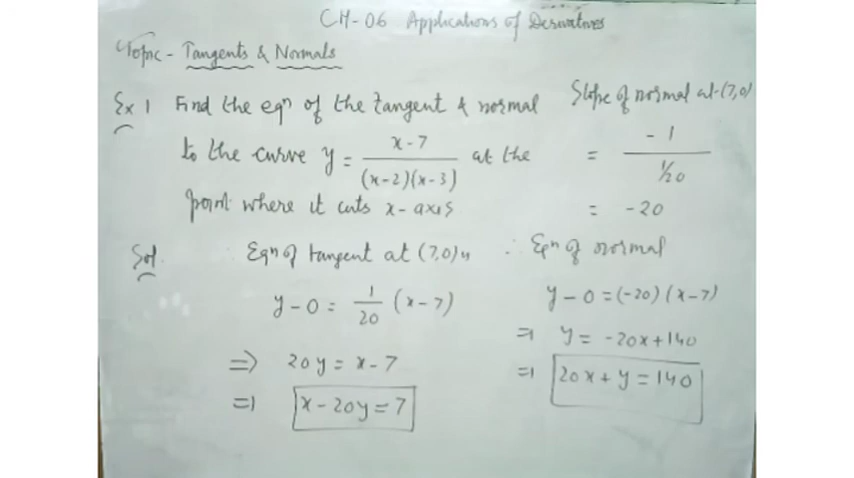 CH-06 Applications of Derivatives
Topic - Tangents & Normals
Ex 1 Find the eqn of the tangent & normal
to the curve y = x-7 / (x-2)(x-3) at the
point where it cuts x-axis
Sol. Eqn of tangent at (7,0) is
y-0 = 1/20 (x-7)
⇒ 20y = x-7
⇒ x-20y=7
Slope of normal at (7,0)
= -1 / 1/20
= -20
∴ Eqn of normal
y-0=(-20)(x-7)
⇒ y = -20x+140
⇒ 20x+y=140